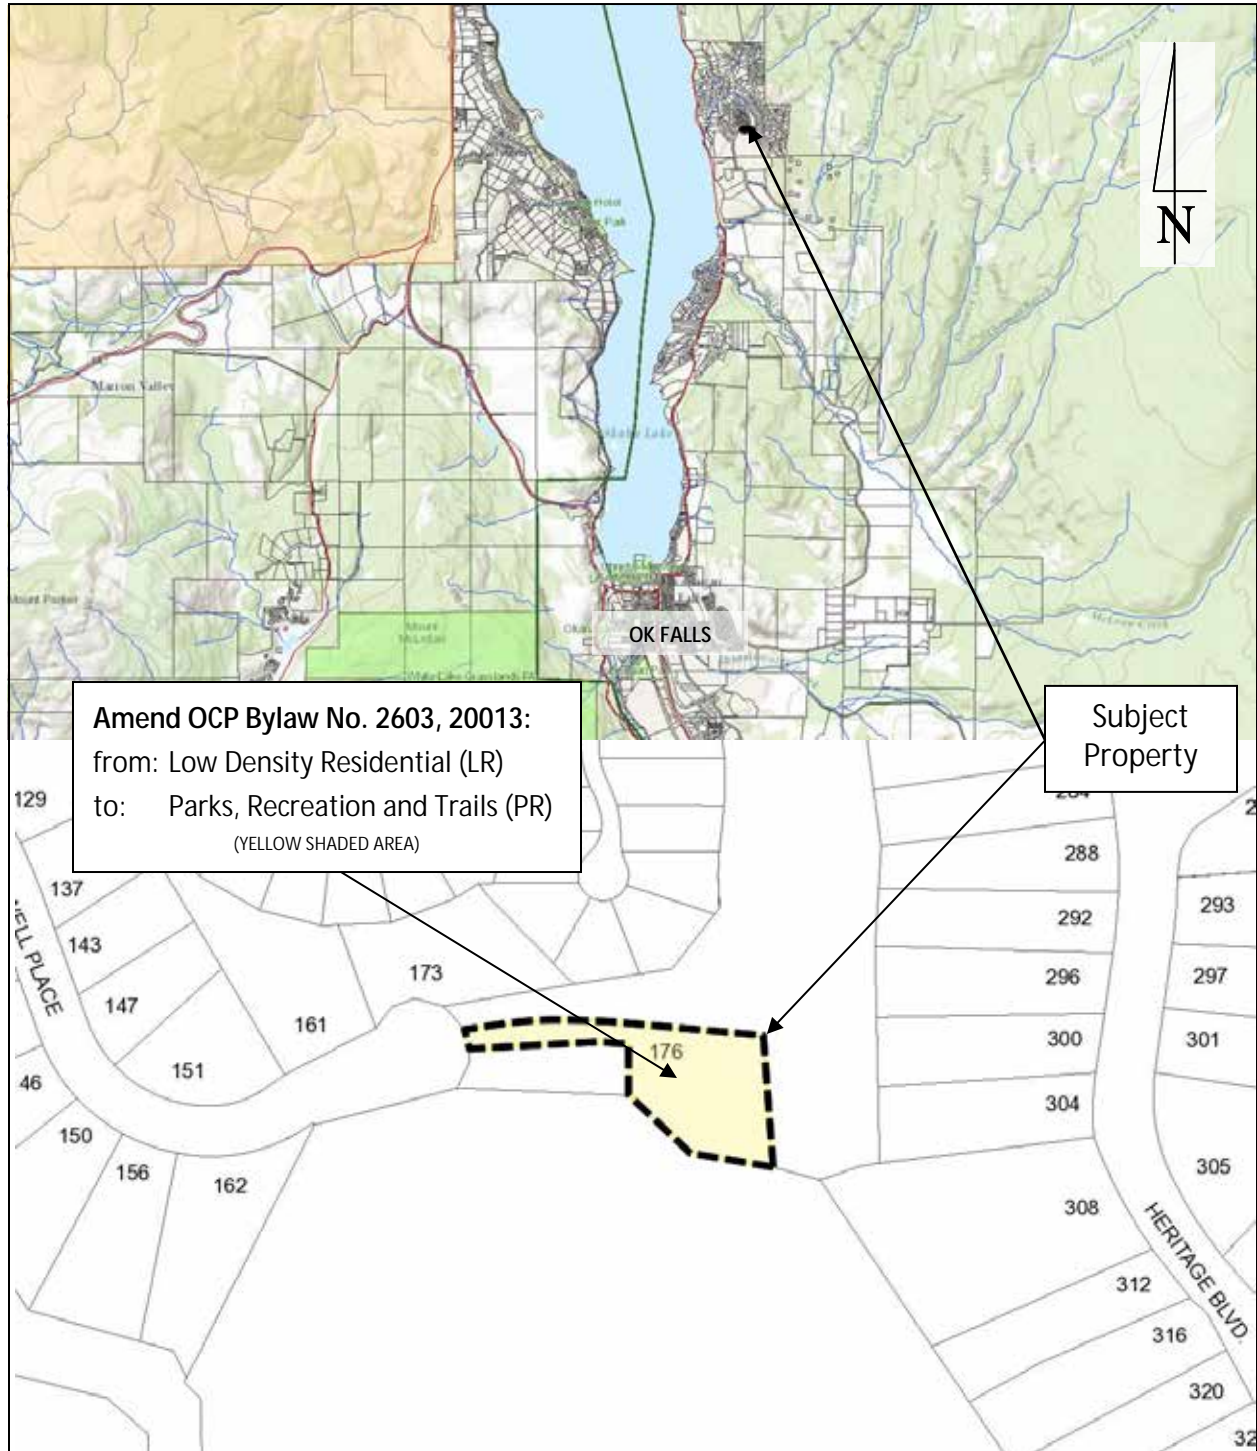 N
Marron Valley
OK FALLS
Amend OCP Bylaw No. 2603, 20013:
from: Low Density Residential (LR)
to: Parks, Recreation and Trails (PR)
(YELLOW SHADED AREA)
Subject
Property
129
137
143
147
151
161
173
176
46
150
156
162
288
292
296
300
304
308
312
316
320
293
297
301
305
HERITAGE BLVD.
PLACE